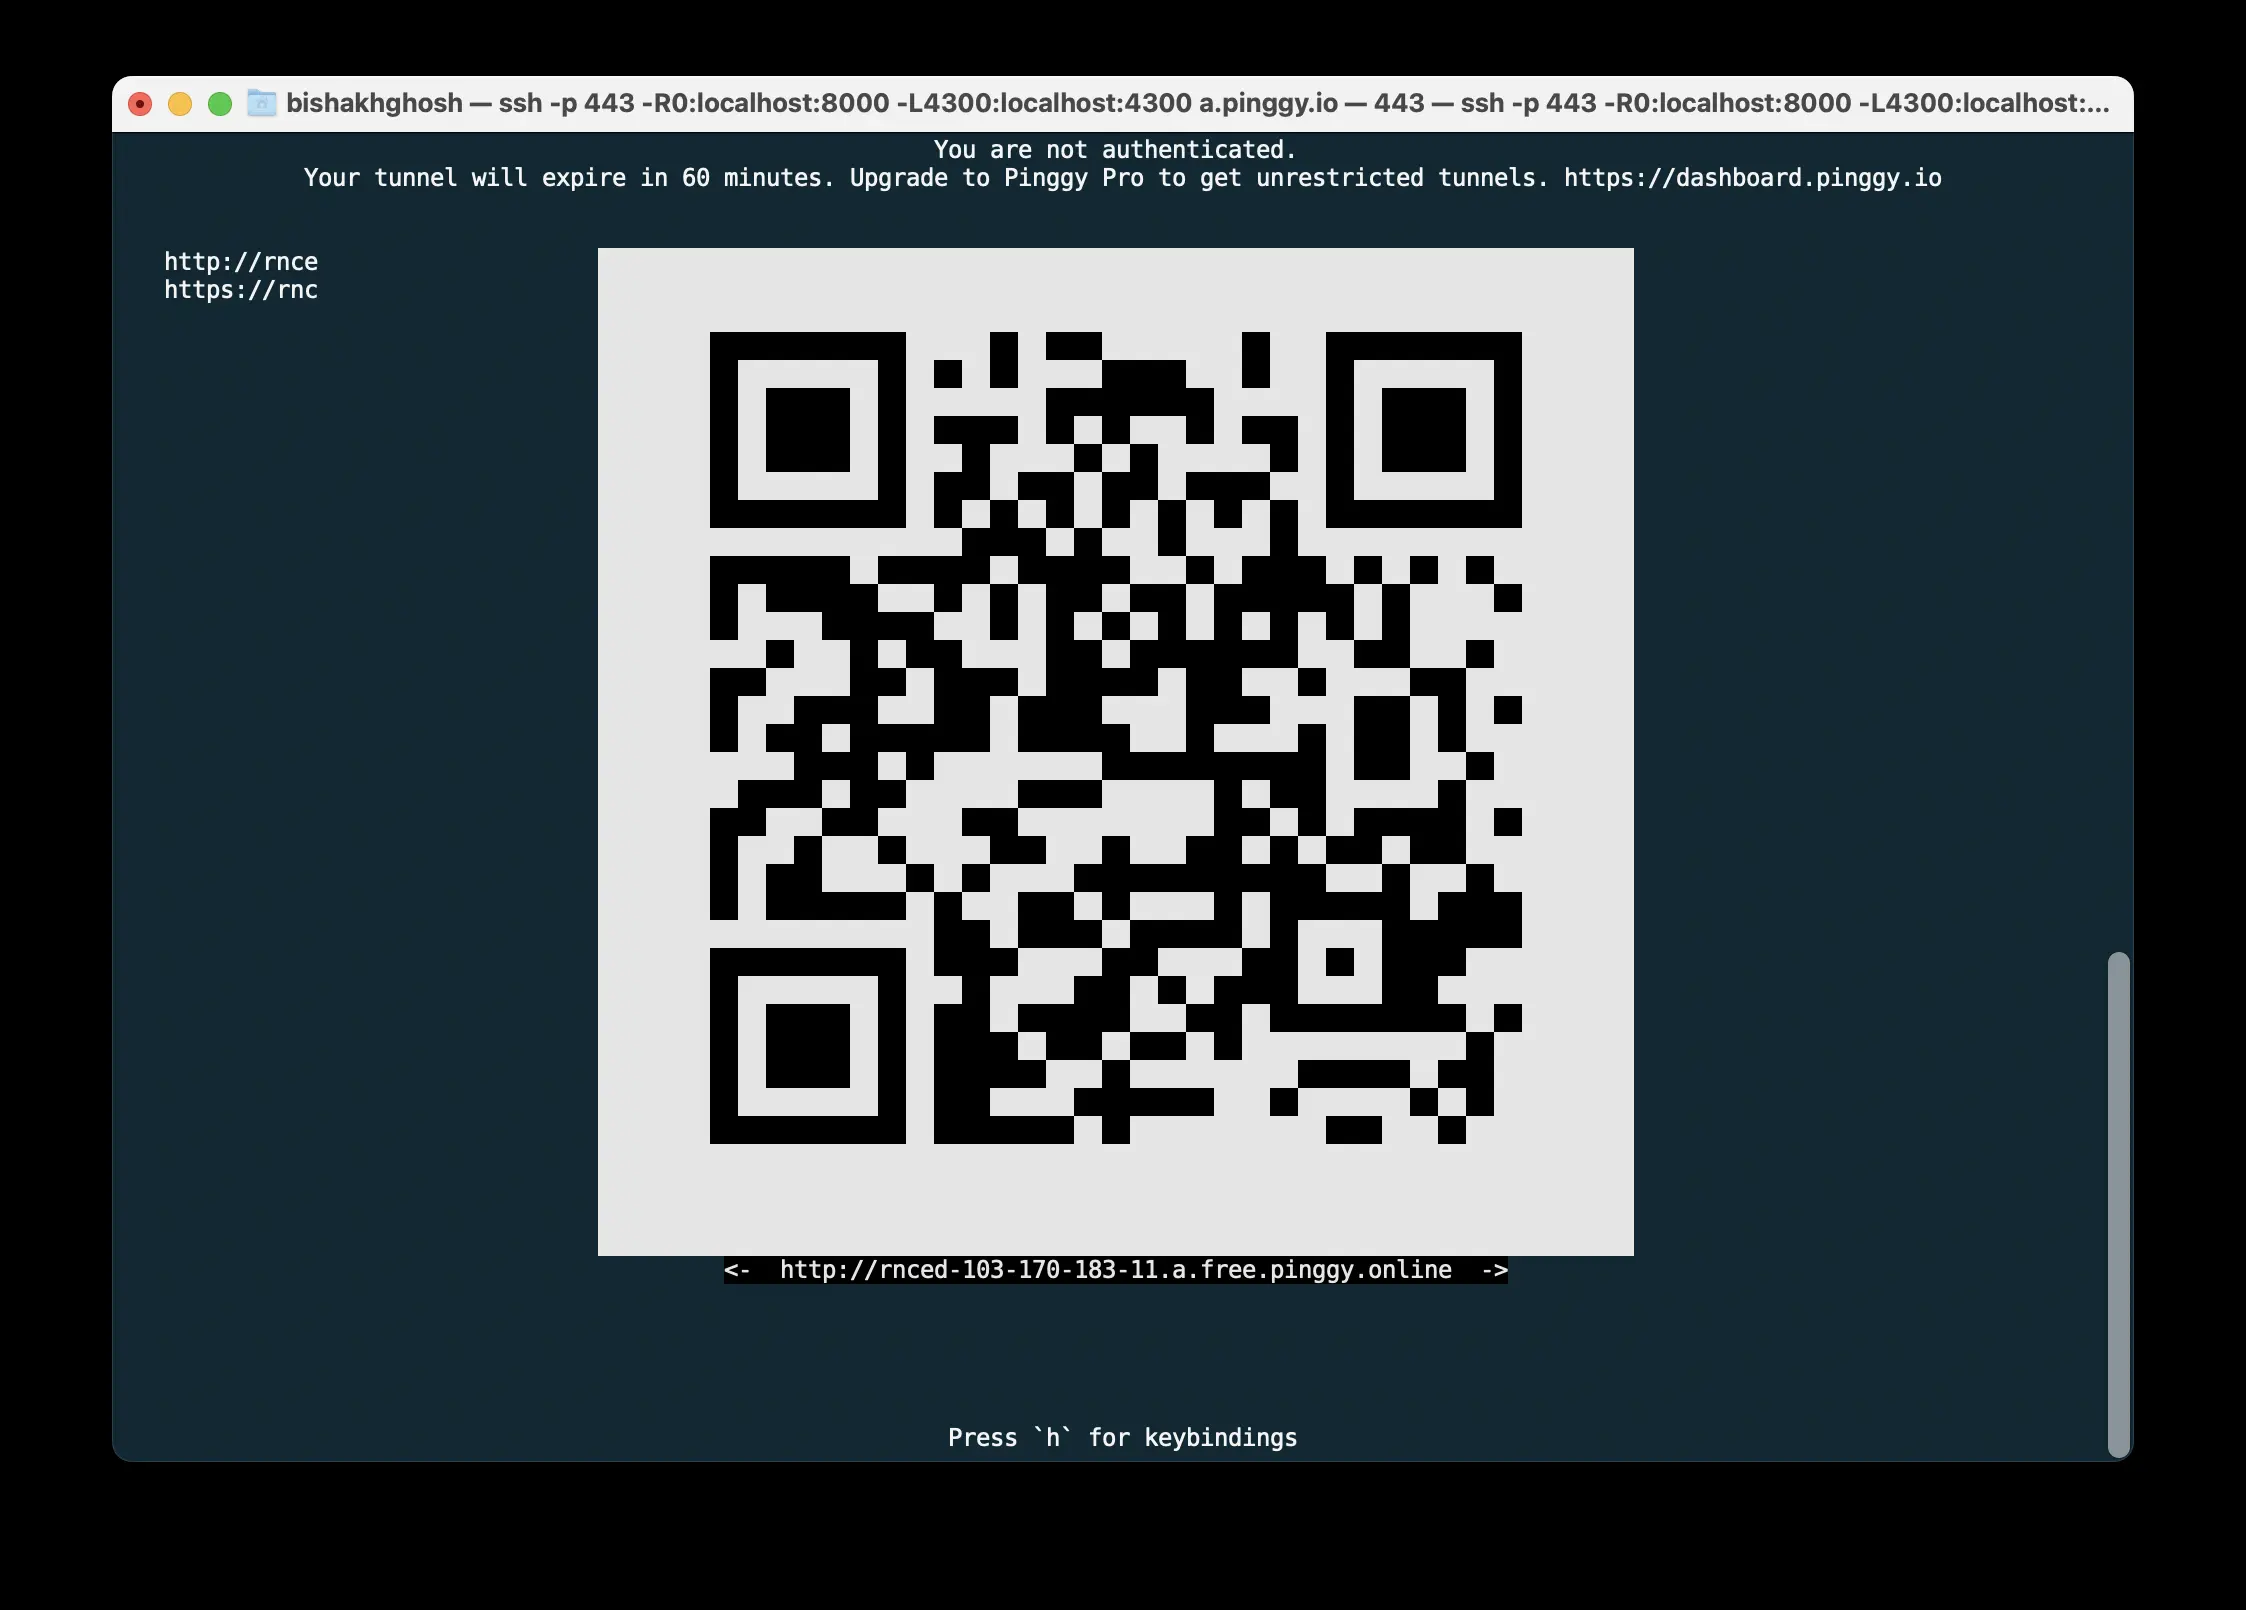 bishakhghosh — ssh -p 443 -R0:localhost:8000 -L4300:localhost:4300 a.pinggy.io — 443 — ssh -p 443 -R0:localhost:8000 -L4300:localhost:...
You are not authenticated.
Your tunnel will expire in 60 minutes. Upgrade to Pinggy Pro to get unrestricted tunnels. https://dashboard.pinggy.io
http://rnce
https://rnc
<-  http://rnced-103-170-183-11.a.free.pinggy.online  ->
Press `h` for keybindings